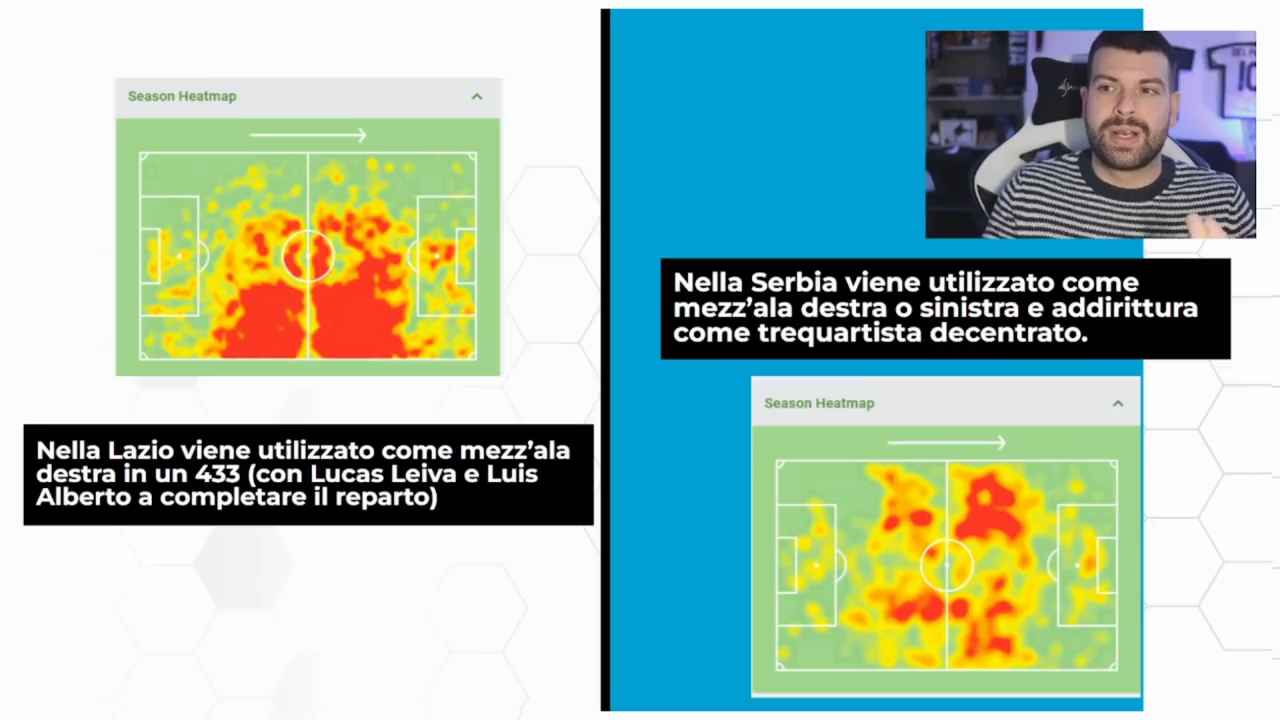 Season Heatmap
Nella Lazio viene utilizzato come mezz’ala
destra in un 433 (con Lucas Leiva e Luis
Alberto a completare il reparto)
Nella Serbia viene utilizzato come
mezz’ala destra o sinistra e addirittura
come trequartista decentrato.
Season Heatmap